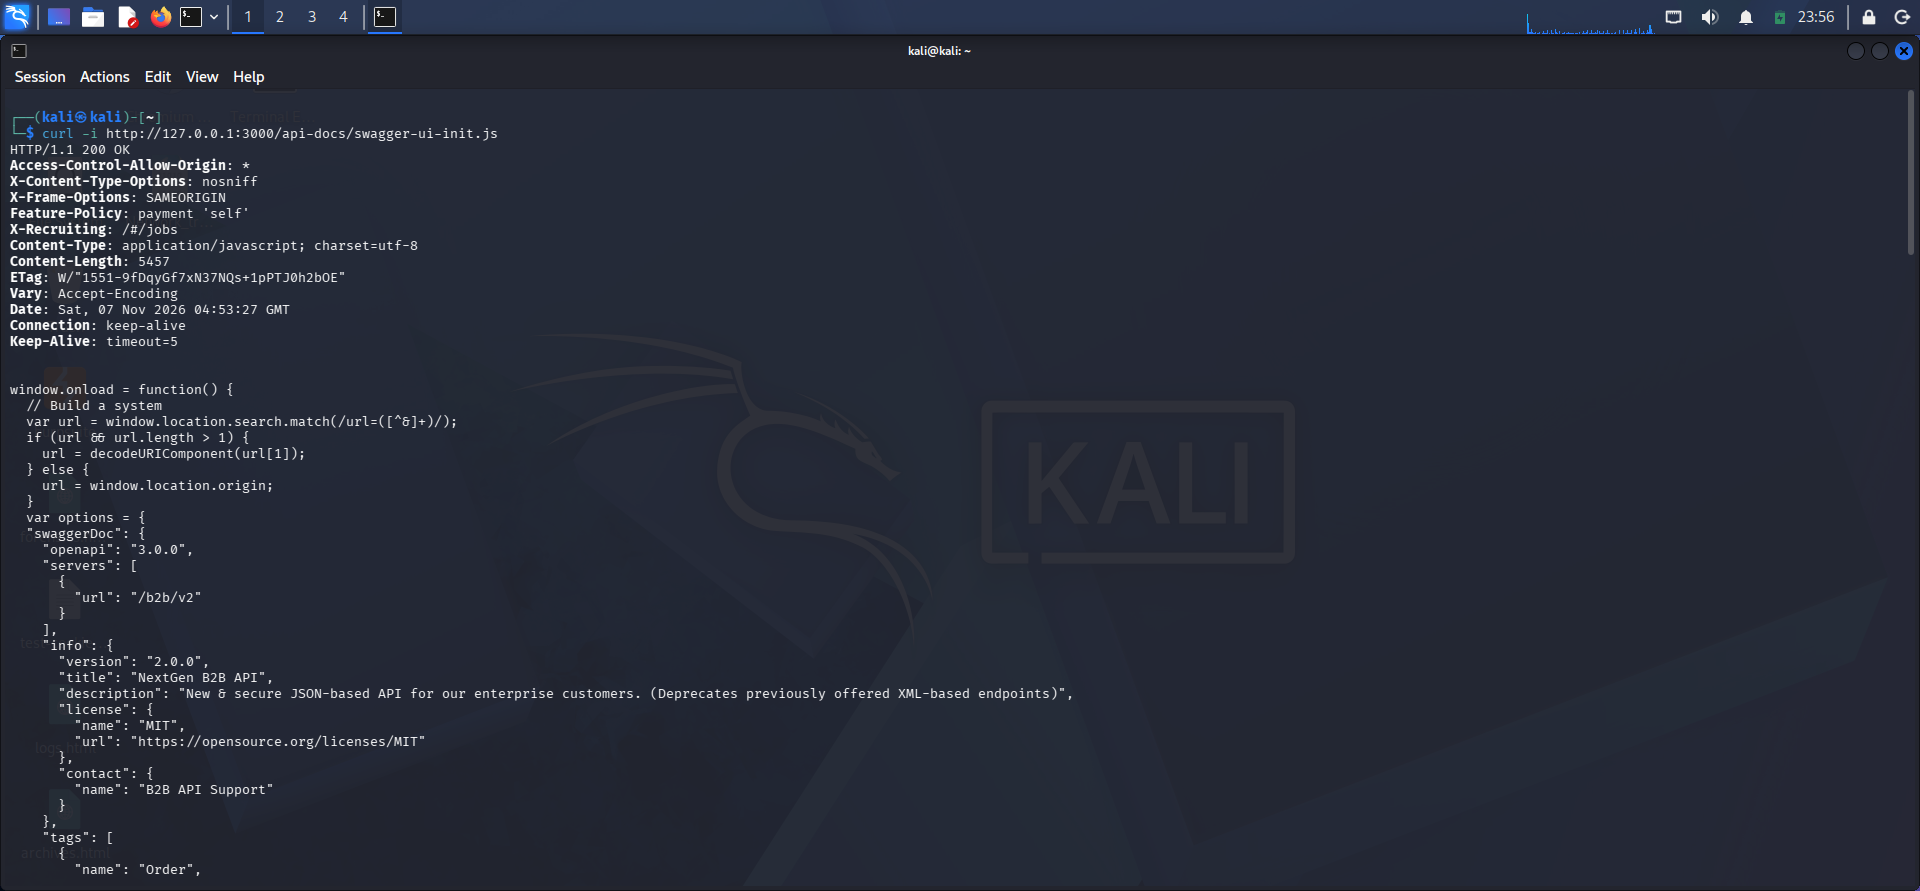 1 2 3 4 23:56
kali@kali: ~
Session Actions Edit View Help
┌──(kali㉿kali)-[~]
└─$ curl -i http://127.0.0.1:3000/api-docs/swagger-ui-init.js
HTTP/1.1 200 OK
Access-Control-Allow-Origin: *
X-Content-Type-Options: nosniff
X-Frame-Options: SAMEORIGIN
Feature-Policy: payment 'self'
X-Recruiting: /#/jobs
Content-Type: application/javascript; charset=utf-8
Content-Length: 5457
ETag: W/"1551-9fDqyGf7xN37NQs+1pPTJ0h2bOE"
Vary: Accept-Encoding
Date: Sat, 07 Nov 2026 04:53:27 GMT
Connection: keep-alive
Keep-Alive: timeout=5
window.onload = function() {
  // Build a system
  var url = window.location.search.match(/url=([^&]+)/);
  if (url && url.length > 1) {
    url = decodeURIComponent(url[1]);
  } else {
    url = window.location.origin;
  }
  var options = {
  "swaggerDoc": {
    "openapi": "3.0.0",
    "servers": [
      {
        "url": "/b2b/v2"
      }
    ],
    "info": {
      "version": "2.0.0",
      "title": "NextGen B2B API",
      "description": "New & secure JSON-based API for our enterprise customers. (Deprecates previously offered XML-based endpoints)",
      "license": {
        "name": "MIT",
        "url": "https://opensource.org/licenses/MIT"
      },
      "contact": {
        "name": "B2B API Support"
      }
    },
    "tags": [
      {
        "name": "Order",
KALI